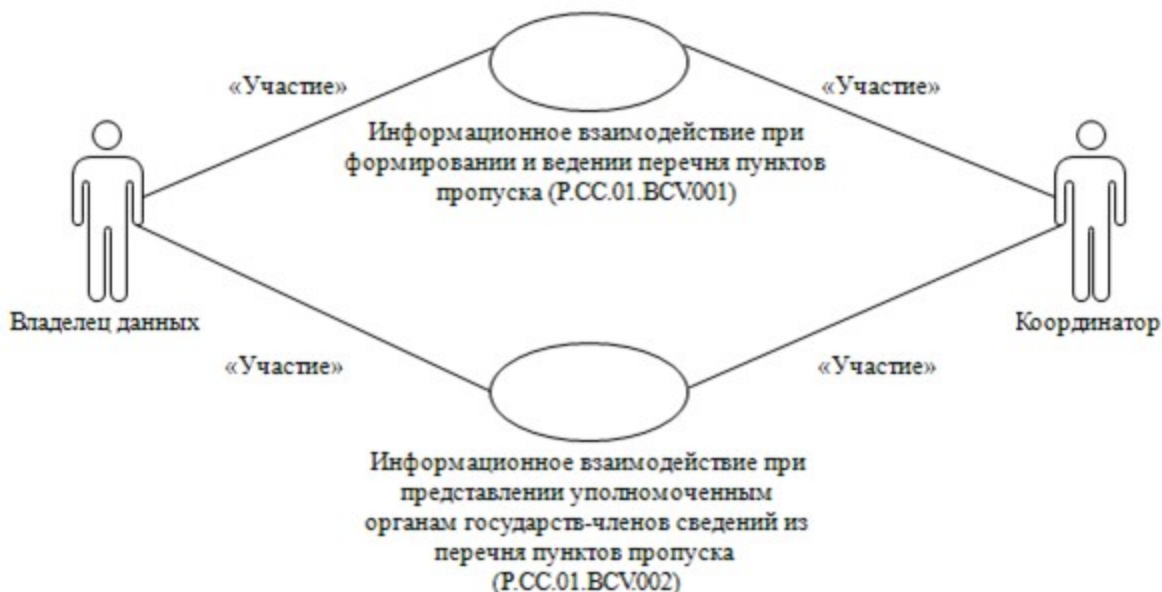 «Участие»
«Участие»
Информационное взаимодействие при
формировании и ведении перечня пунктов
пропуска (P.CC.01.BCV.001)
Владелец данных
Координатор
«Участие»
«Участие»
Информационное взаимодействие при
представлении уполномоченным
органам государств-членов сведений из
перечня пунктов пропуска
(P.CC.01.BCV.002)